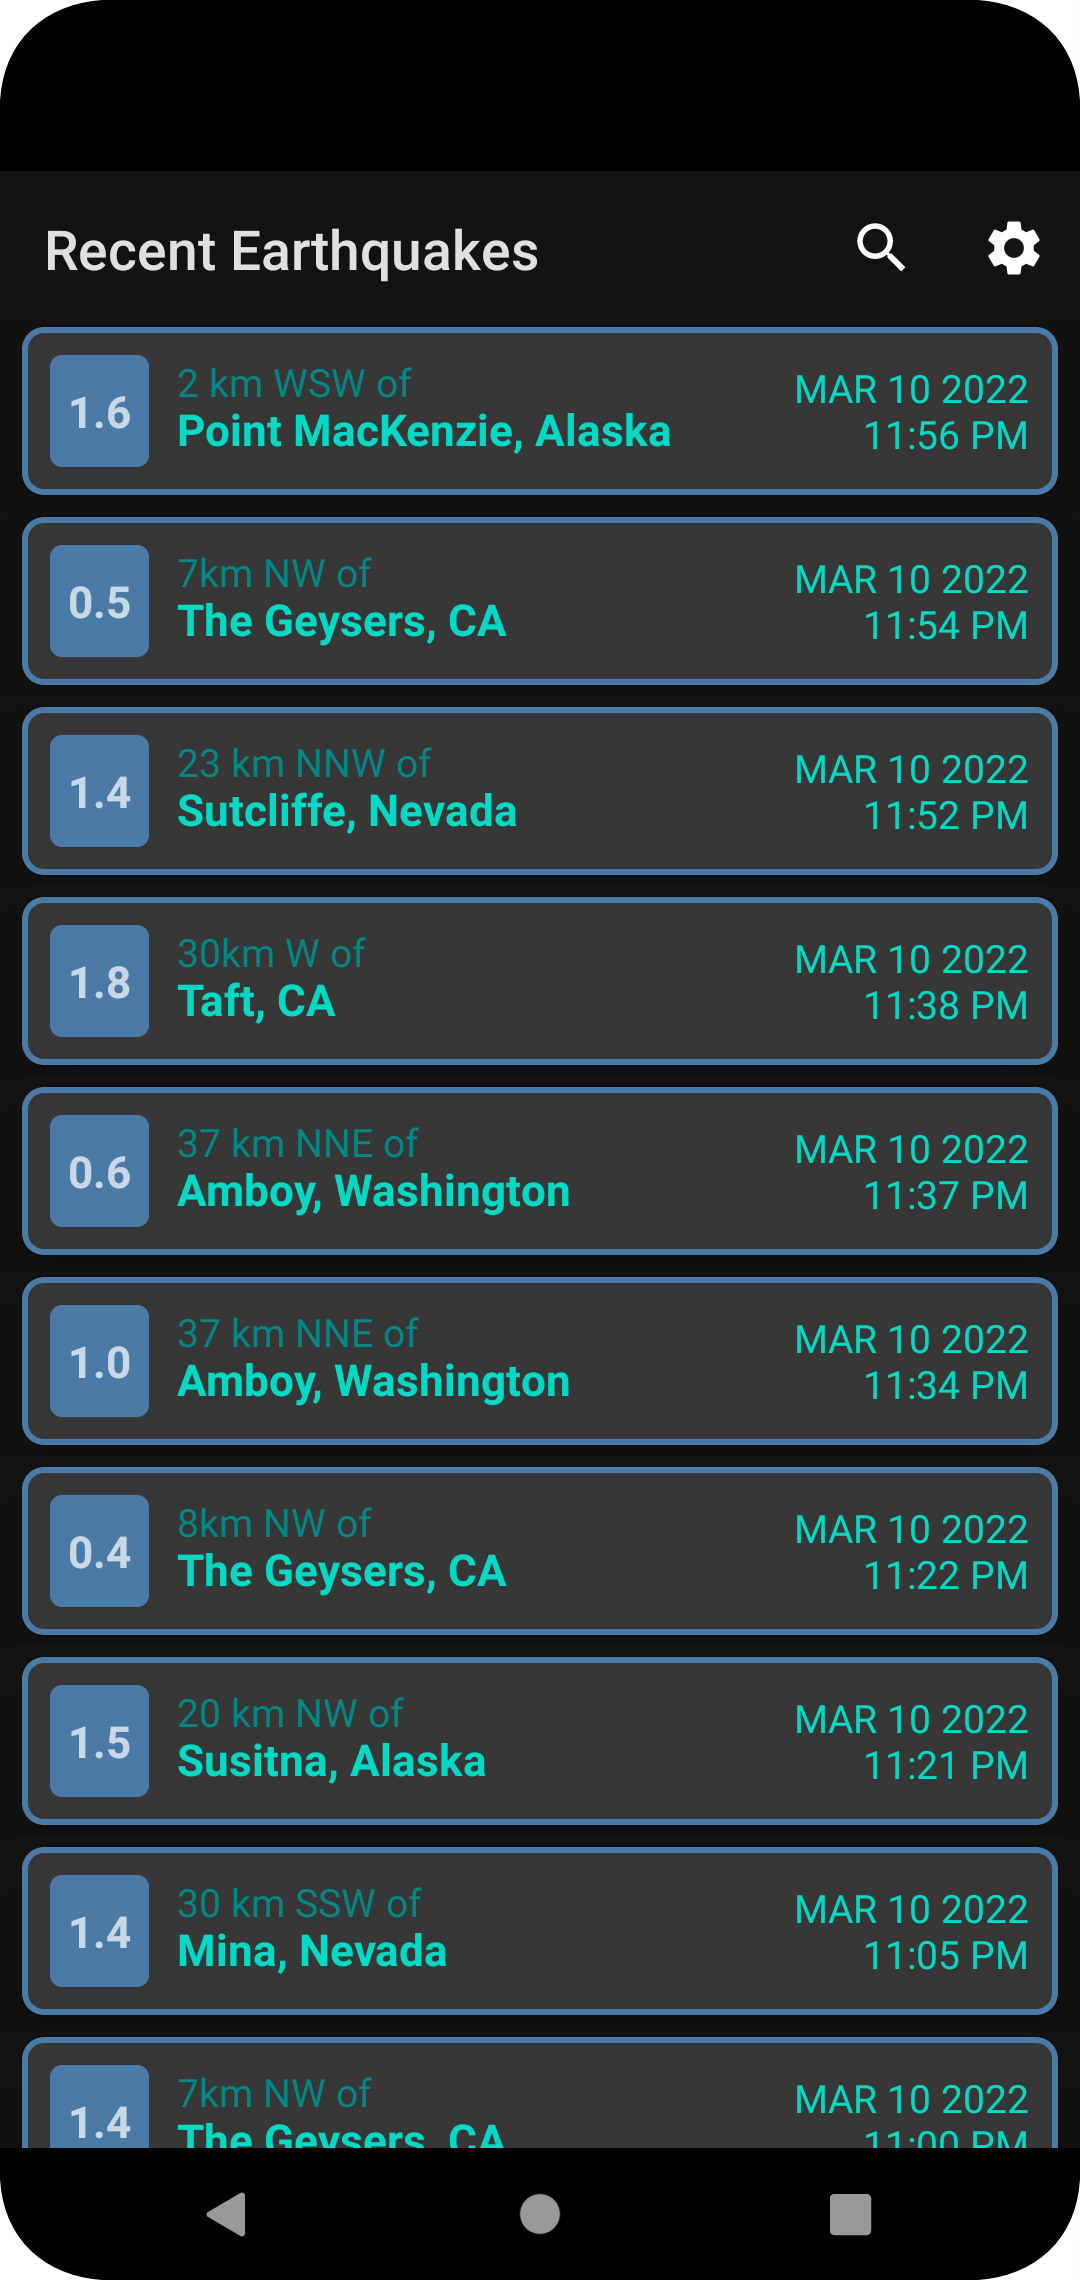 Recent Earthquakes
1.6
2 km WSW of
Point MacKenzie, Alaska
MAR 10 2022
11:56 PM
0.5
7km NW of
The Geysers, CA
MAR 10 2022
11:54 PM
1.4
23 km NNW of
Sutcliffe, Nevada
MAR 10 2022
11:52 PM
1.8
30km W of
Taft, CA
MAR 10 2022
11:38 PM
0.6
37 km NNE of
Amboy, Washington
MAR 10 2022
11:37 PM
1.0
37 km NNE of
Amboy, Washington
MAR 10 2022
11:34 PM
0.4
8km NW of
The Geysers, CA
MAR 10 2022
11:22 PM
1.5
20 km NW of
Susitna, Alaska
MAR 10 2022
11:21 PM
1.4
30 km SSW of
Mina, Nevada
MAR 10 2022
11:05 PM
1.4
7km NW of
The Geysers, CA
MAR 10 2022
11:00 PM